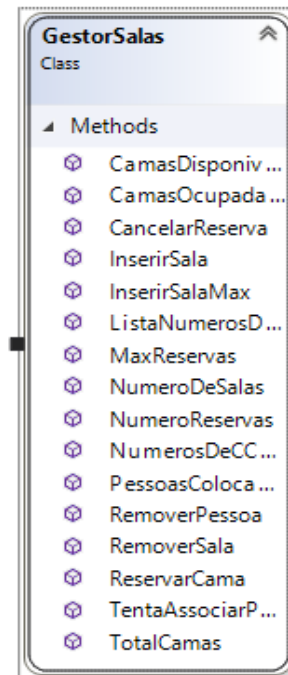 GestorSalas
Class
Methods
CamasDisponiv ...
CamasOcupada ...
CancelarReserva
InserirSala
InserirSalaMax
ListaNumerosD ...
MaxReservas
NumeroDeSalas
NumeroReservas
NumerosDeCC ...
PessoasColoca ...
RemoverPessoa
RemoverSala
ReservarCama
TentaAssociarP...
TotalCamas